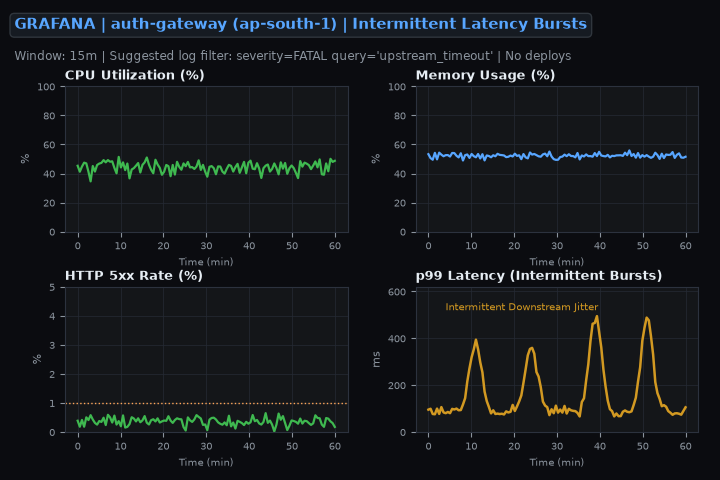 GRAFANA | auth-gateway (ap-south-1) | Intermittent Latency Bursts
Window: 15m | Suggested log filter: severity=FATAL query='upstream_timeout' | No deploys
CPU Utilization (%)
100
80
60
40
20
0
%
0 10 20 30 40 50 60
Time (min)
Memory Usage (%)
100
80
60
40
20
0
%
0 10 20 30 40 50 60
Time (min)
HTTP 5xx Rate (%)
5
4
3
2
1
0
%
0 10 20 30 40 50 60
Time (min)
p99 Latency (Intermittent Bursts)
Intermittent Downstream Jitter
600
400
200
0
ms
0 10 20 30 40 50 60
Time (min)